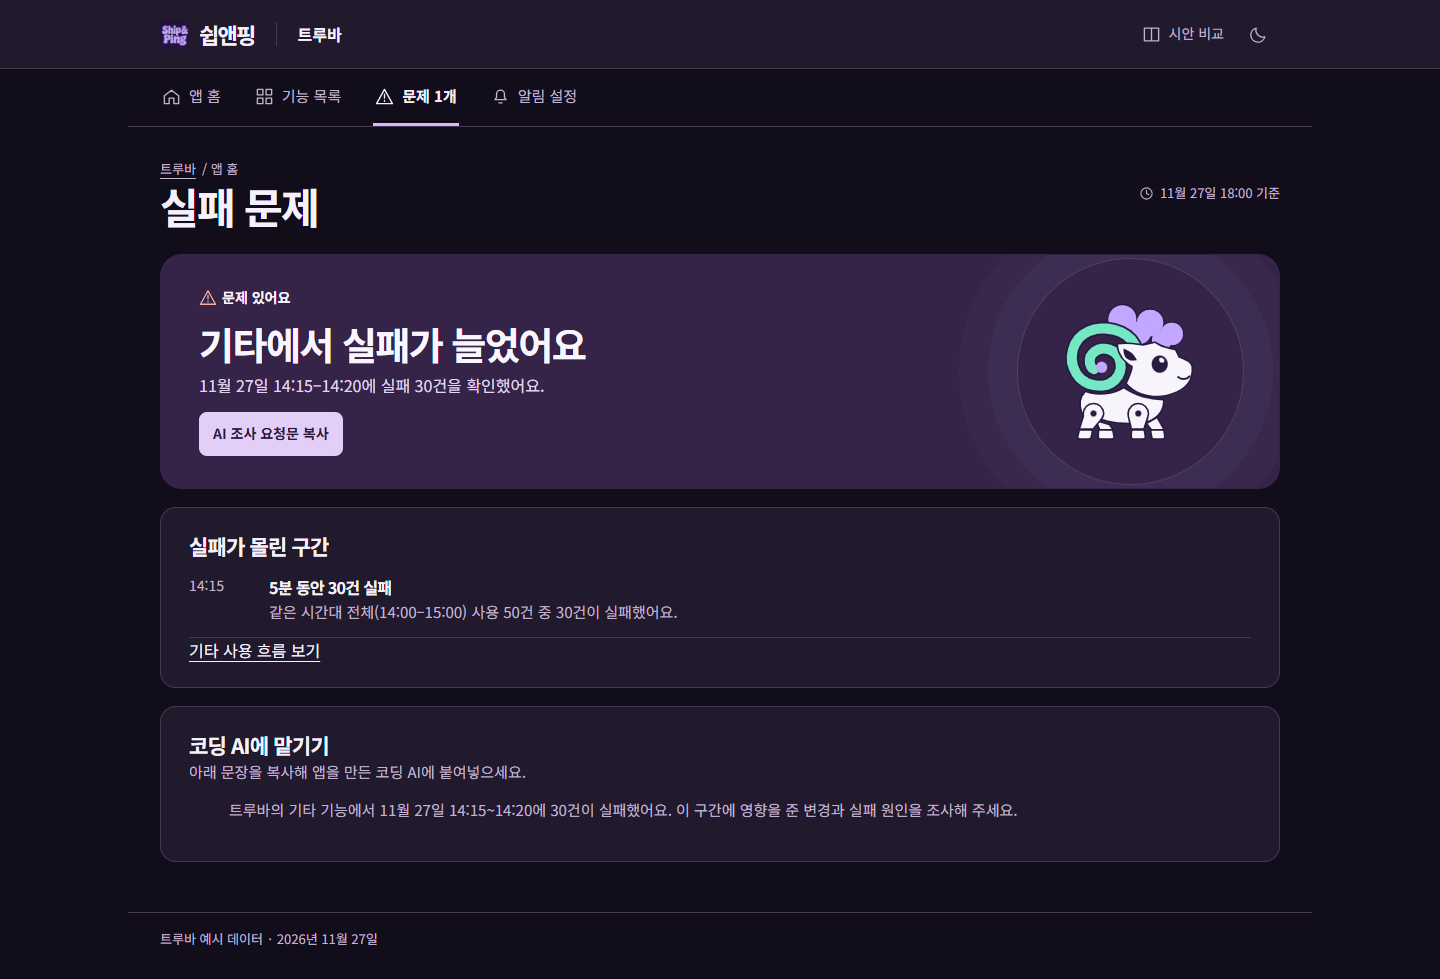 Ship&
Ping
쉽앤핑
트루바
시안 비교
앱 홈
기능 목록
문제 1개
알림 설정
트루바 / 앱 홈
실패 문제
11월 27일 18:00 기준
문제 있어요
기타에서 실패가 늘었어요
11월 27일 14:15–14:20에 실패 30건을 확인했어요.
AI 조사 요청문 복사
실패가 몰린 구간
14:15
5분 동안 30건 실패
같은 시간대 전체(14:00–15:00) 사용 50건 중 30건이 실패했어요.
기타 사용 흐름 보기
코딩 AI에 맡기기
아래 문장을 복사해 앱을 만든 코딩 AI에 붙여넣으세요.
트루바의 기타 기능에서 11월 27일 14:15~14:20에 30건이 실패했어요. 이 구간에 영향을 준 변경과 실패 원인을 조사해 주세요.
트루바 예시 데이터 · 2026년 11월 27일